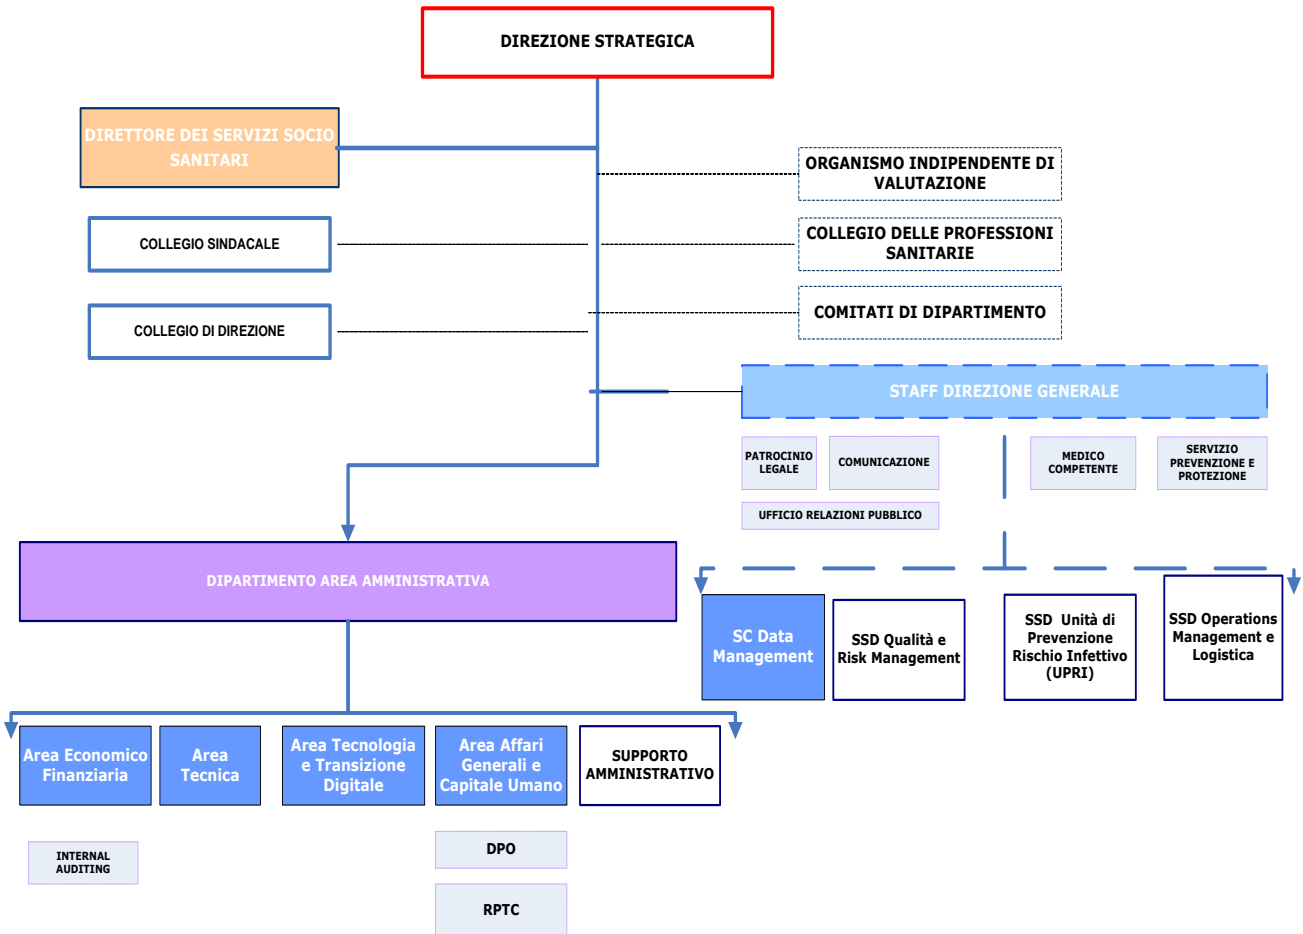 DIREZIONE STRATEGICA
DIRETTORE DEI SERVIZI SOCIO
SANITARI
ORGANISMO INDIPENDENTE DI
VALUTAZIONE
COLLEGIO SINDACALE
COLLEGIO DELLE PROFESSIONI
SANITARIE
COLLEGIO DI DIREZIONE
COMITATI DI DIPARTIMENTO
STAFF DIREZIONE GENERALE
PATROCINIO
LEGALE
COMUNICAZIONE
MEDICO
COMPETENTE
SERVIZIO
PREVENZIONE E
PROTEZIONE
UFFICIO RELAZIONI PUBBLICO
DIPARTIMENTO AREA AMMINISTRATIVA
SC Data
Management
SSD Qualità e
Risk Management
SSD Unità di
Prevenzione
Rischio Infettivo
(UPRI)
SSD Operations
Management e
Logistica
Area Economico
Finanziaria
Area
Tecnica
Area Tecnologia
e Transizione
Digitale
Area Affari
Generali e
Capitale Umano
SUPPORTO
AMMINISTRATIVO
INTERNAL
AUDITING
DPO
RPTC